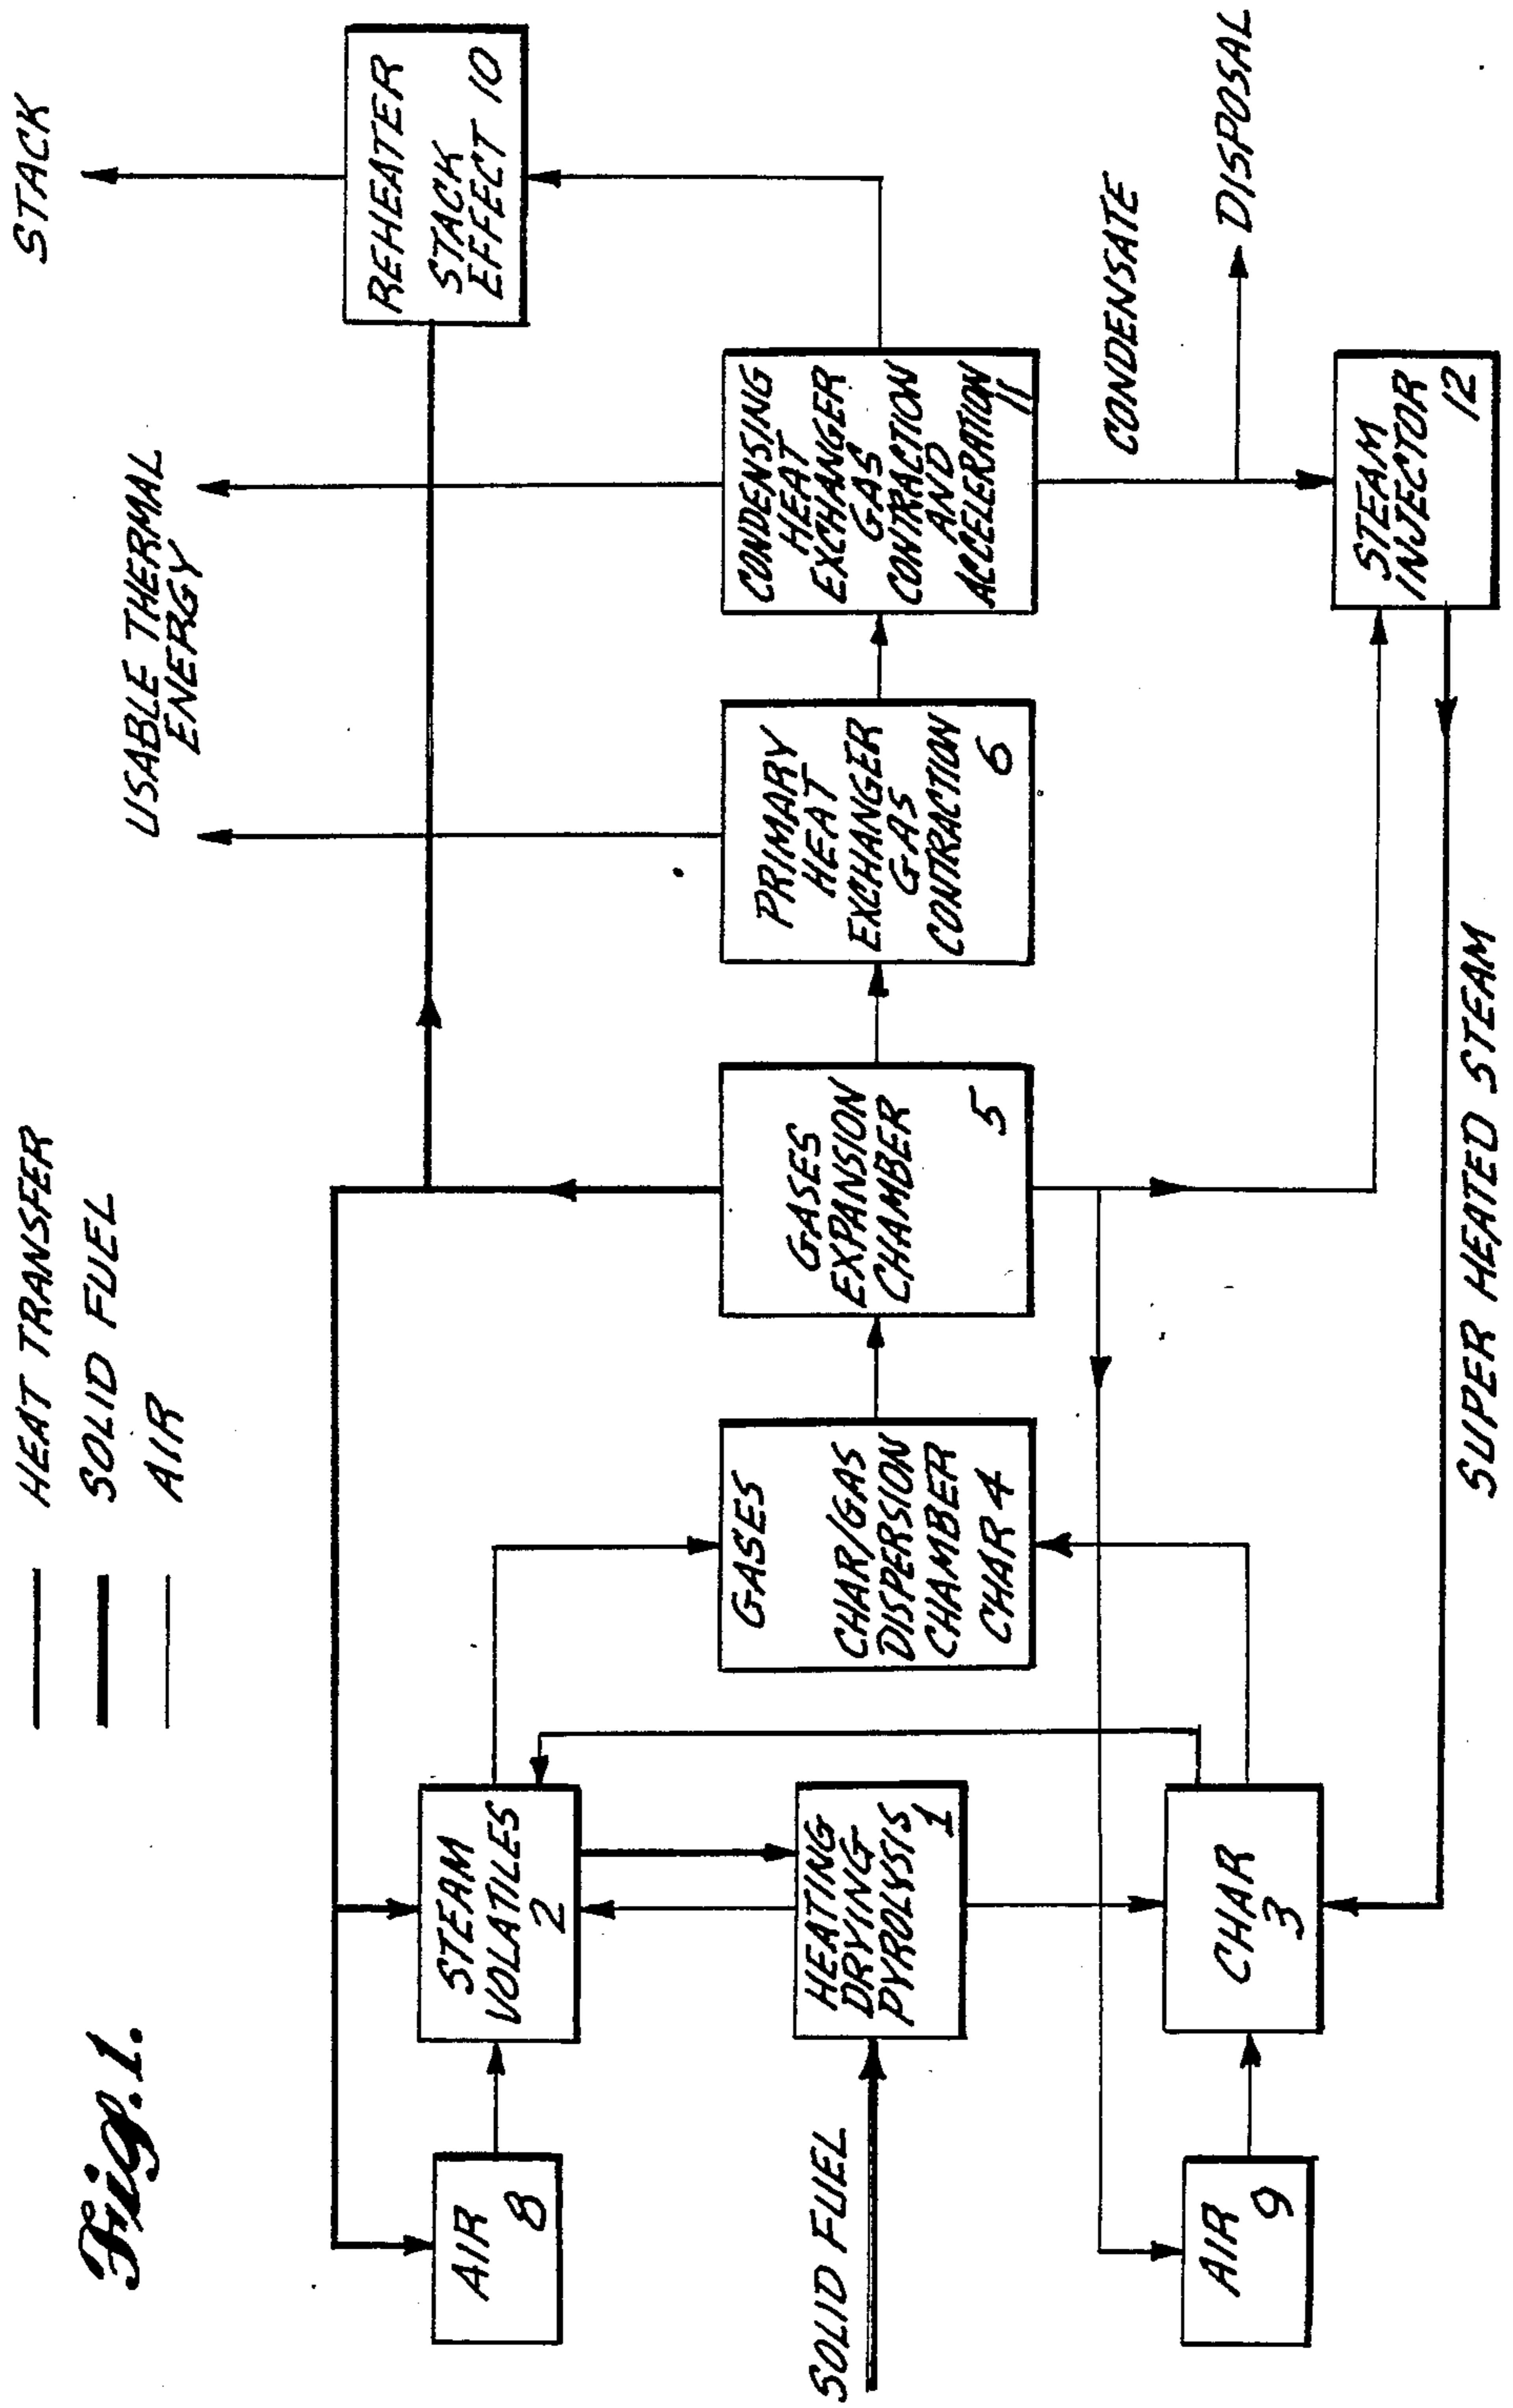 Fig.1.
HEAT TRANSFER
SOLID FUEL
AIR
USABLE THERMAL
ENERGY
STACK
AIR
8
STEAM
VOLATILES
2
REHEATER
STACK
EFFECT 10
SOLID FUEL
HEATING
DRYING
PYROLYSIS
1
GASES
CHAR/GAS
DISPERSION
CHAMBER
CHAR 4
GASES
EXPANSION
CHAMBER
5
PRIMARY
HEAT
EXCHANGER
GAS
CONTRACTION
6
CONDENSING
HEAT
EXCHANGER
GAS
CONTRACTION
AND
ACCELERATION
11
CONDENSATE
DISPOSAL
AIR
9
CHAR
3
STEAM
INJECTOR
12
SUPER HEATED STEAM